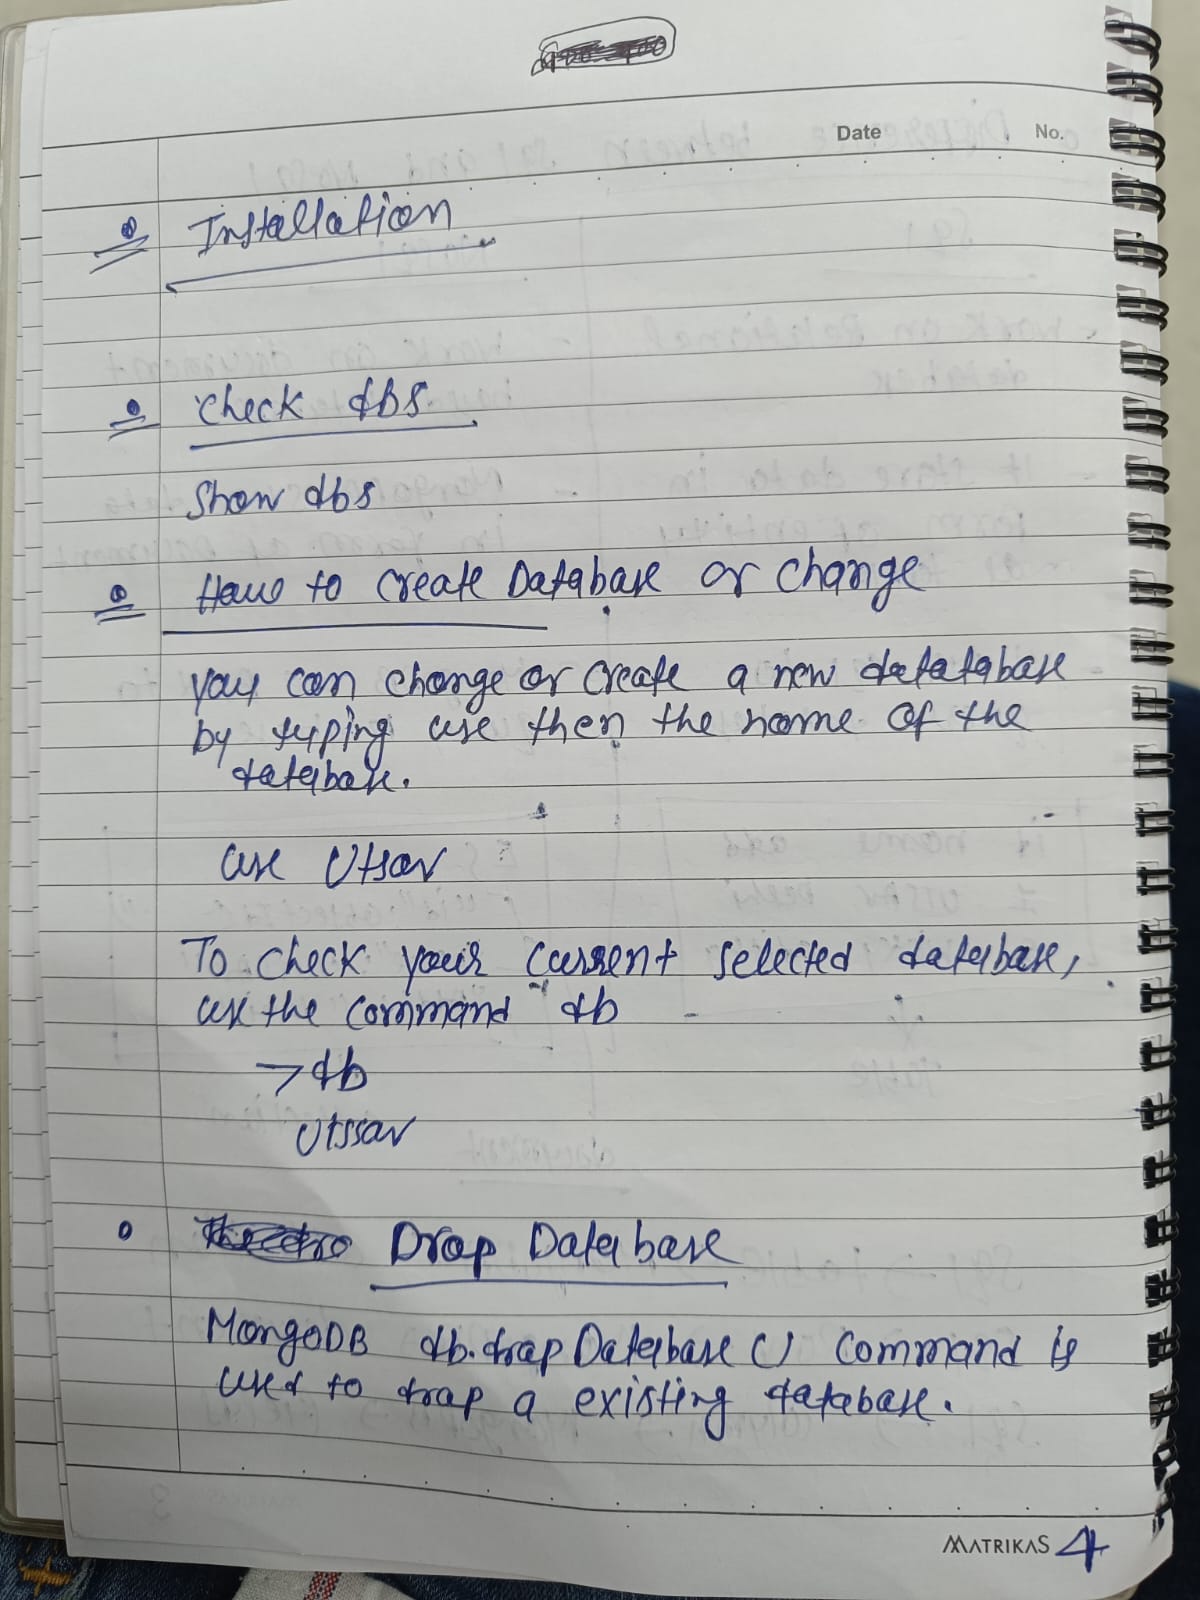 Date No.
Installation
Check dbs
Show dbs
How to create Database or change
you can change or create a new datatabase
by typing use then the name of the
database.
use Utsav
To check your current selected database,
use the command db
>db
Utssav
Drop Database
MongoDB db.dropDatabase () command is
used to drop a existing database.
MATRIKAS 4